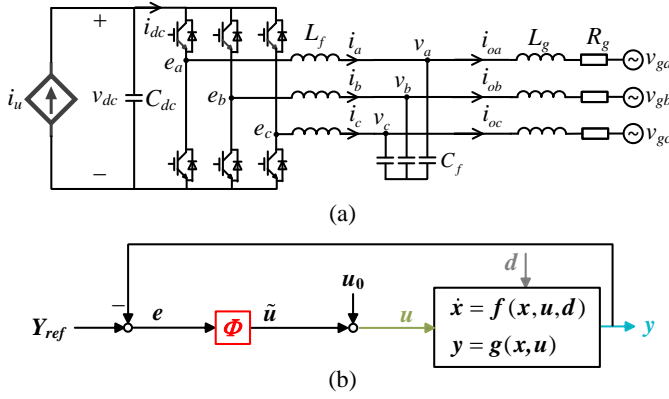 i_dc L_f i_a v_a i_oa L_g R_g
+ e_a ~ v_ga
i_u v_dc C_dc e_b i_b v_b i_ob ~ v_gb
e_c i_c v_c i_oc ~ v_gc
− C_f
(a)
d
− u_0
Y_ref e Φ ũ u ẋ = f(x,u,d) y
y = g(x,u)
(b)